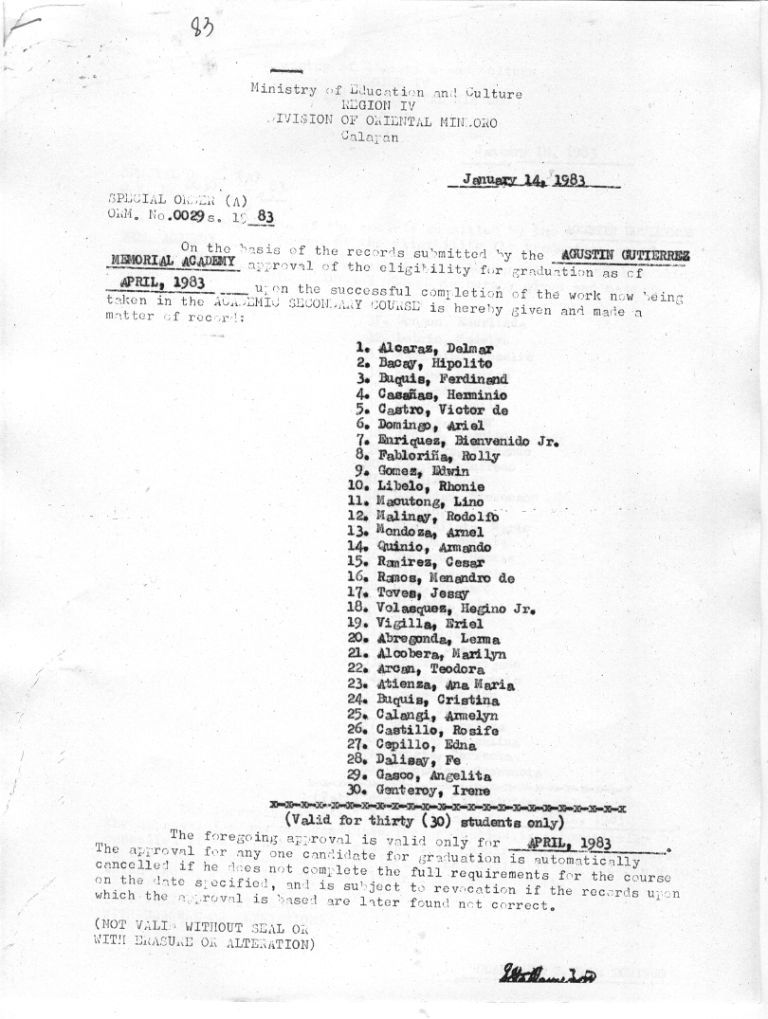 83
Ministry of Education and Culture
REGION IV
DIVISION OF ORIENTAL MINDORO
Calapan
January 14, 1983
SPECIAL ORDER (A)
ORM. No.0029 s. 19 83
On the basis of the records submitted by the AGUSTIN GUTIERREZ
MEMORIAL ACADEMY approval of the eligibility for graduation as of
APRIL, 1983 upon the successful completion of the work now being
taken in the ACADEMIC SECONDARY COURSE is hereby given and made a
matter of record:
1. Alcaraz, Delmar
2. Bacay, Hipolito
3. Buquis, Ferdinand
4. Casañas, Herminio
5. Castro, Victor de
6. Domingo, Ariel
7. Enriquez, Bienvenido Jr.
8. Fabloriña, Rolly
9. Gomez, Edwin
10. Libelo, Rhonie
11. Macutong, Lino
12. Malinay, Rodolfo
13. Mendoza, Arnel
14. Quinio, Armando
15. Ramirez, Cesar
16. Ramos, Menandro de
17. Toves, Jessy
18. Velasquez, Hegino Jr.
19. Vigilla, Eriel
20. Abregonda, Lerma
21. Alcobera, Marilyn
22. Arcan, Teodora
23. Atienza, Ana Maria
24. Buquis, Cristina
25. Calangi, Armelyn
26. Castillo, Rosife
27. Cepillo, Edna
28. Dalisay, Fe
29. Gasco, Angelita
30. Genteroy, Irene
x-x-x-x-x-x-x-x-x-x-x-x-x-x-x-x-x-x-x-x-x-x-x-x
(Valid for thirty (30) students only)
The foregoing approval is valid only for APRIL, 1983.
The approval for any one candidate for graduation is automatically
cancelled if he does not complete the full requirements for the course
on the date specified, and is subject to revocation if the records upon
which the approval is based are later found not correct.
(NOT VALID WITHOUT SEAL OR
WITH ERASURE OR ALTERATION)